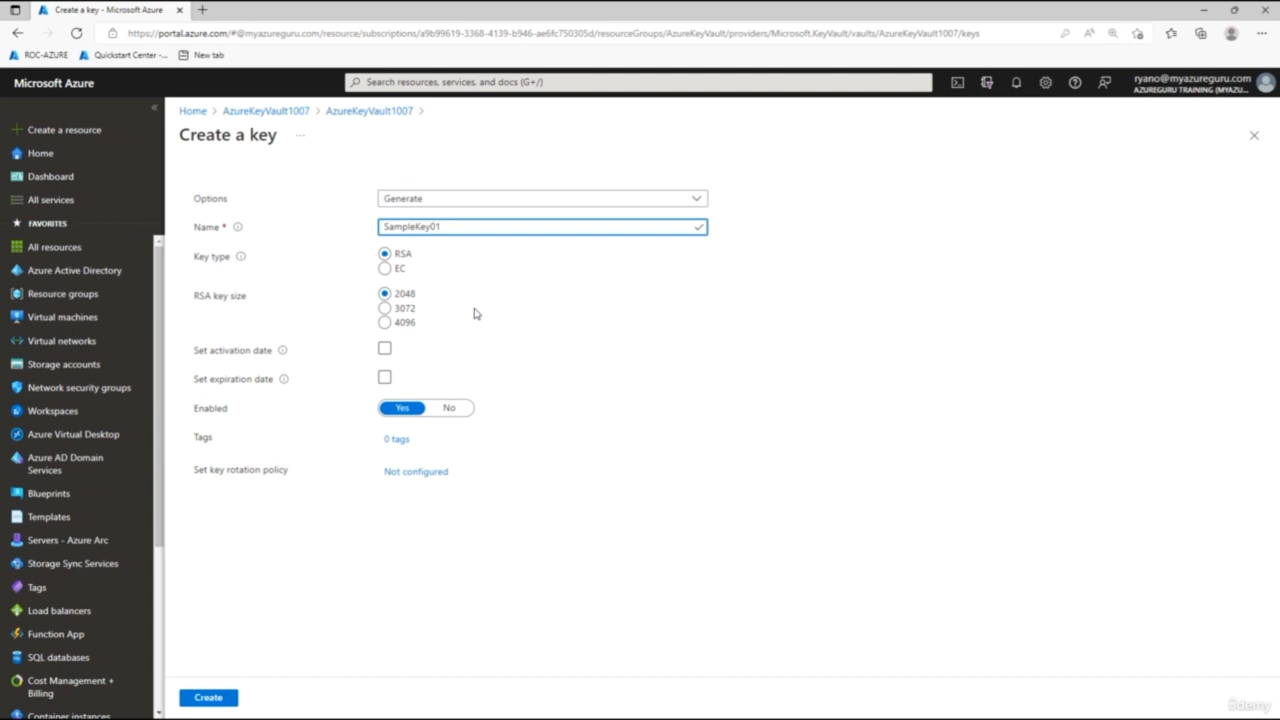 Create a key - Microsoft Azure
https://portal.azure.com/#@myazureguru.com/resource/subscriptions/a9b99619-3368-4139-b946-ae6fc750305d/resourceGroups/AzureKeyVault/providers/Microsoft.KeyVault/vaults/AzureKeyVault1007/keys
ROC-AZURE
Quickstart Center -...
New tab
Microsoft Azure
Search resources, services, and docs (G+/)
ryano@myazureguru.com
AZUREGURU TRAINING (MYAZU...
Create a resource
Home
Dashboard
All services
FAVORITES
All resources
Azure Active Directory
Resource groups
Virtual machines
Virtual networks
Storage accounts
Network security groups
Workspaces
Azure Virtual Desktop
Azure AD Domain
Services
Blueprints
Templates
Servers - Azure Arc
Storage Sync Services
Tags
Load balancers
Function App
SQL databases
Cost Management +
Billing
Container instances
Home > AzureKeyVault1007 > AzureKeyVault1007 >
Create a key ...
Options
Generate
Name *
SampleKey01
Key type
RSA
EC
RSA key size
2048
3072
4096
Set activation date
Set expiration date
Enabled
Yes No
Tags
0 tags
Set key rotation policy
Not configured
Create
ûdemy